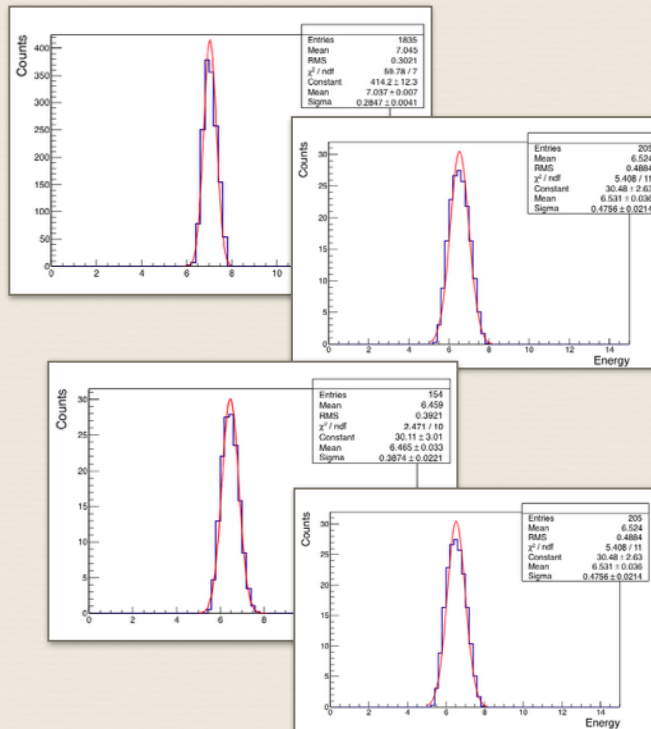 Counts
Entries 1835
Mean 7.045
RMS 0.3021
χ² / ndf 59.78 / 7
Constant 414.2 ± 12.3
Mean 7.037 ± 0.007
Sigma 0.2847 ± 0.0041
400
350
300
250
200
150
100
50
0
0 2 4 6 8 10
Entries 205
Mean 6.524
RMS 0.4884
χ² / ndf 5.408 / 11
Constant 30.48 ± 2.63
Mean 6.531 ± 0.036
Sigma 0.4756 ± 0.0214
Counts
30
25
20
15
10
5
0
0 2 4 6 8 10 12 14
Energy
Counts
Entries 154
Mean 6.459
RMS 0.3921
χ² / ndf 2.471 / 10
Constant 30.11 ± 3.01
Mean 6.465 ± 0.033
Sigma 0.3874 ± 0.0221
30
25
20
15
10
5
0
0 2 4 6 8
Entries 205
Mean 6.524
RMS 0.4884
χ² / ndf 5.408 / 11
Constant 30.48 ± 2.63
Mean 6.531 ± 0.036
Sigma 0.4756 ± 0.0214
Counts
30
25
20
15
10
5
0
0 2 4 6 8 10 12 14
Energy